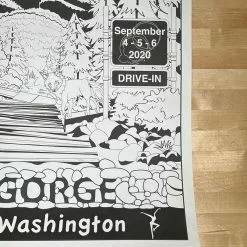 September
4 - 5 - 6
2020
DRIVE-IN
GORGE
Washington